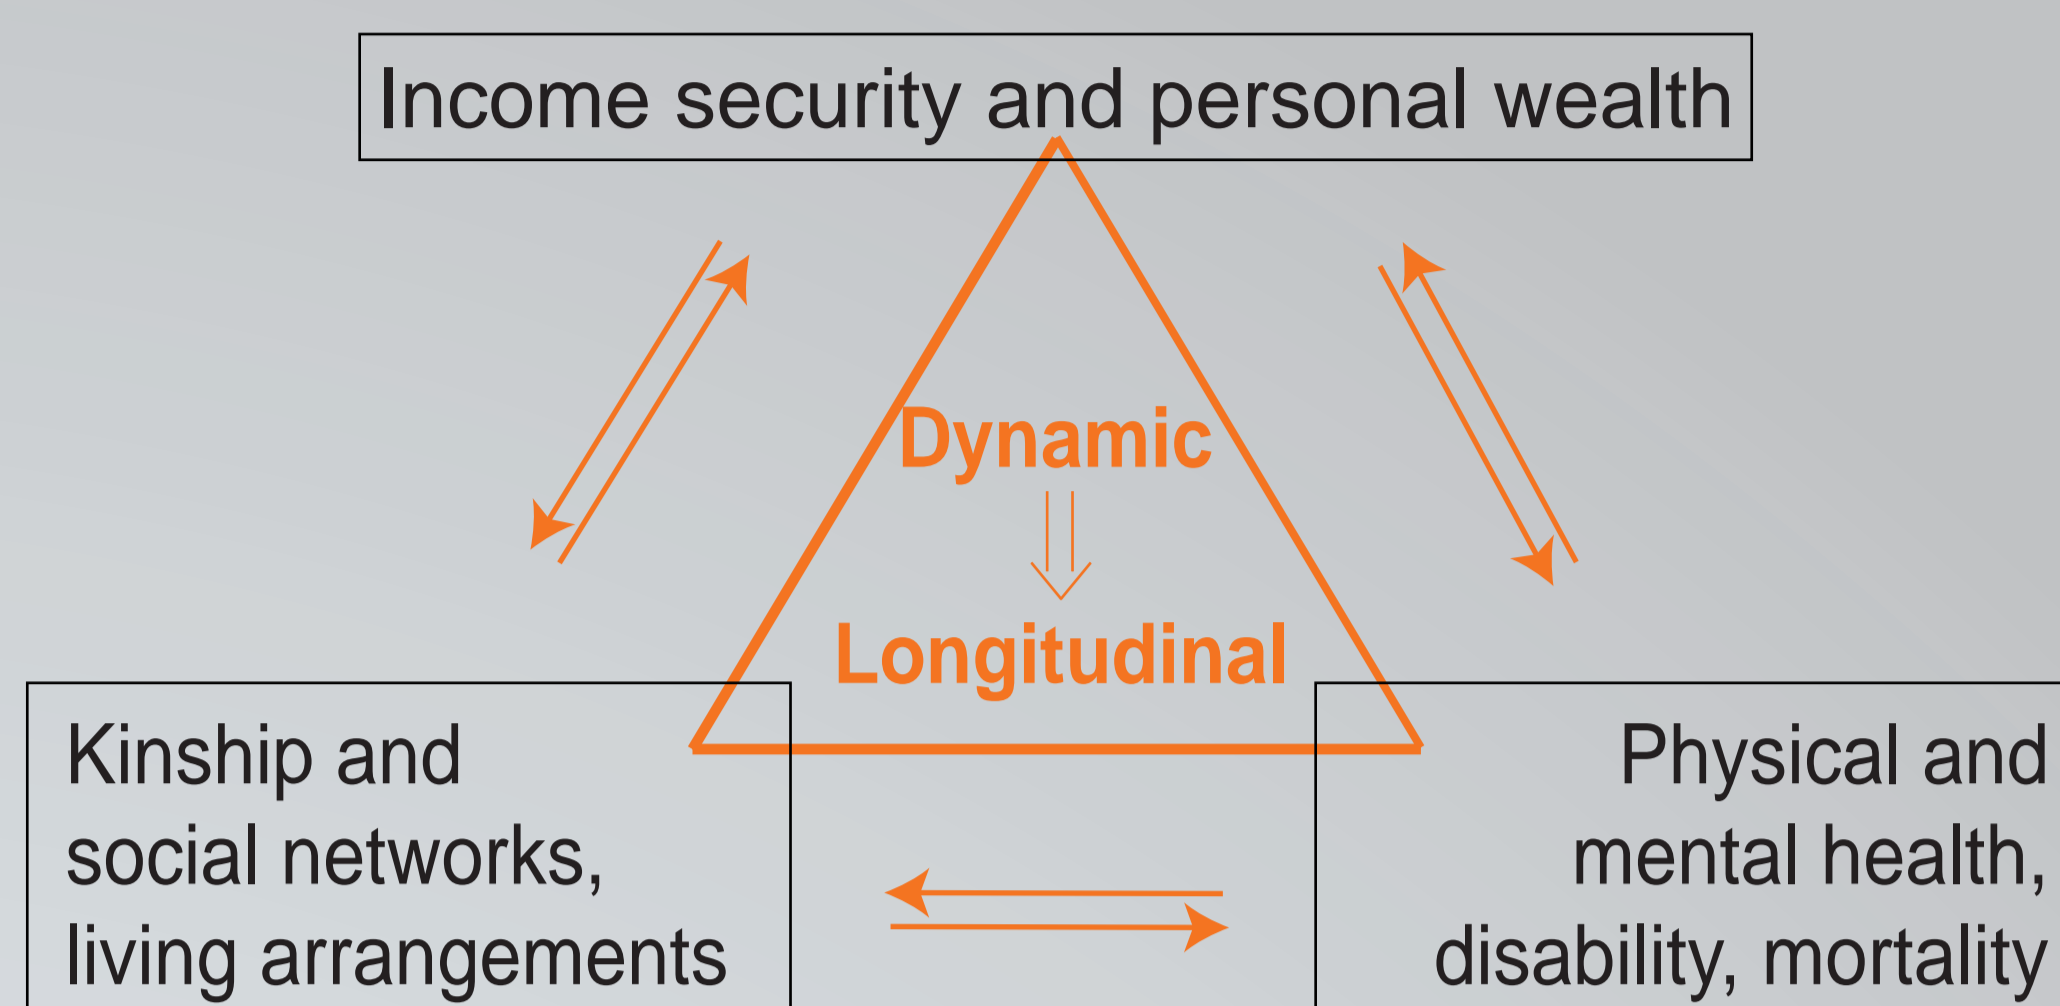 Income security and personal wealth
Dynamic
Longitudinal
Kinship and
social networks,
living arrangements
Physical and
mental health,
disability, mortality